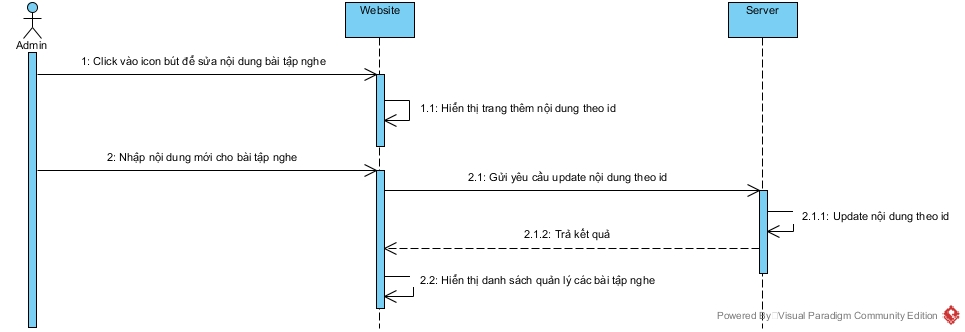 Website
Server
Admin
1: Click vào icon bút để sửa nội dung bài tập nghe
1.1: Hiển thị trang thêm nội dung theo id
2: Nhập nội dung mới cho bài tập nghe
2.1: Gửi yêu cầu update nội dung theo id
2.1.1: Update nội dung theo id
2.1.2: Trả kết quả
2.2: Hiển thị danh sách quản lý các bài tập nghe
Powered By Visual Paradigm Community Edition